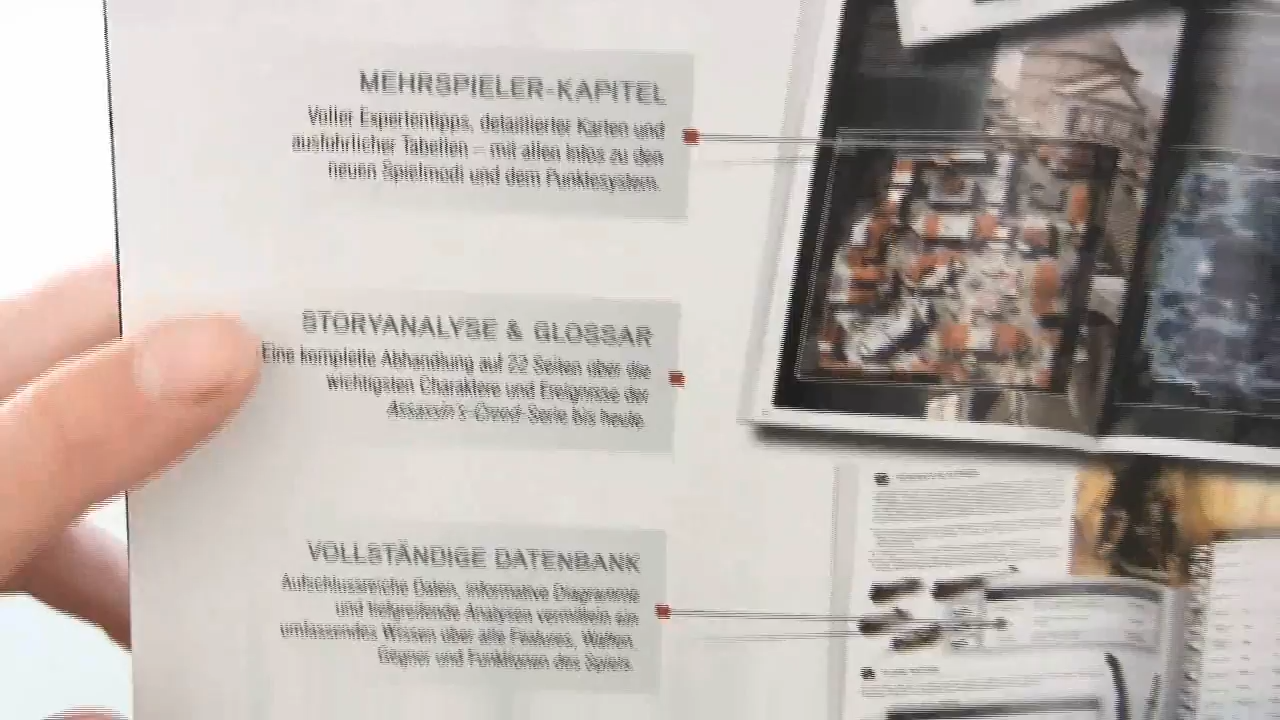 MEHRSPIELER-KAPITEL
Voller Expertentipps, detaillierter Karten und
ausführlicher Tabellen – mit allen Infos zu den
neuen Spielmodi und dem Punktesystem.
STORYANALYSE & GLOSSAR
Eine komplette Abhandlung auf 22 Seiten über die
wichtigsten Charaktere und Ereignisse der
Assassin's-Creed-Serie bis heute.
VOLLSTÄNDIGE DATENBANK
Aufschlussreiche Daten, informative Diagramme
und tiefgreifende Analysen vermitteln ein
umfassendes Wissen über alle Features, Waffen,
Gegner und Funktionen des Spiels.